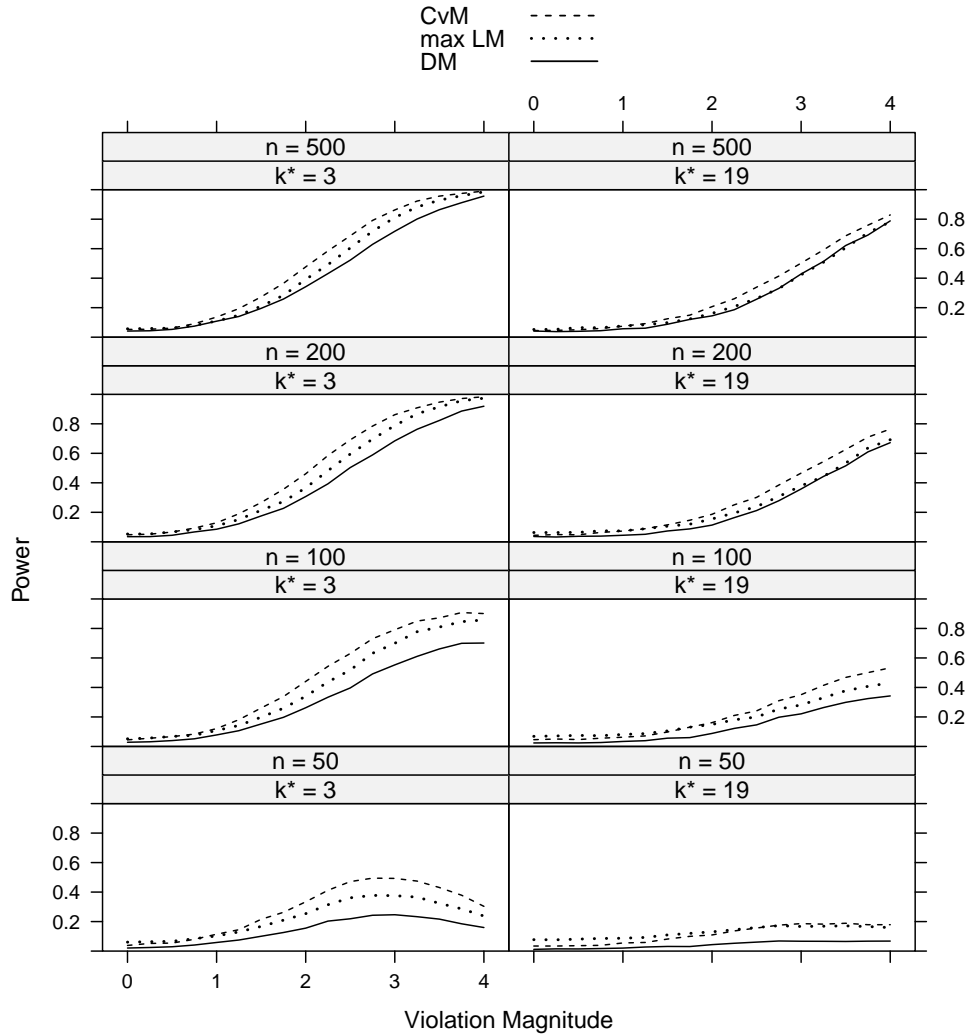 CvM
max LM
DM
0 1 2 3 4
n = 500 n = 500
k* = 3 k* = 19
0.8
0.6
0.4
0.2
n = 200 n = 200
k* = 3 k* = 19
0.8
0.6
0.4
0.2
n = 100 n = 100
k* = 3 k* = 19
0.8
0.6
0.4
0.2
n = 50 n = 50
k* = 3 k* = 19
0.8
0.6
0.4
0.2
0 1 2 3 4
Power
Violation Magnitude